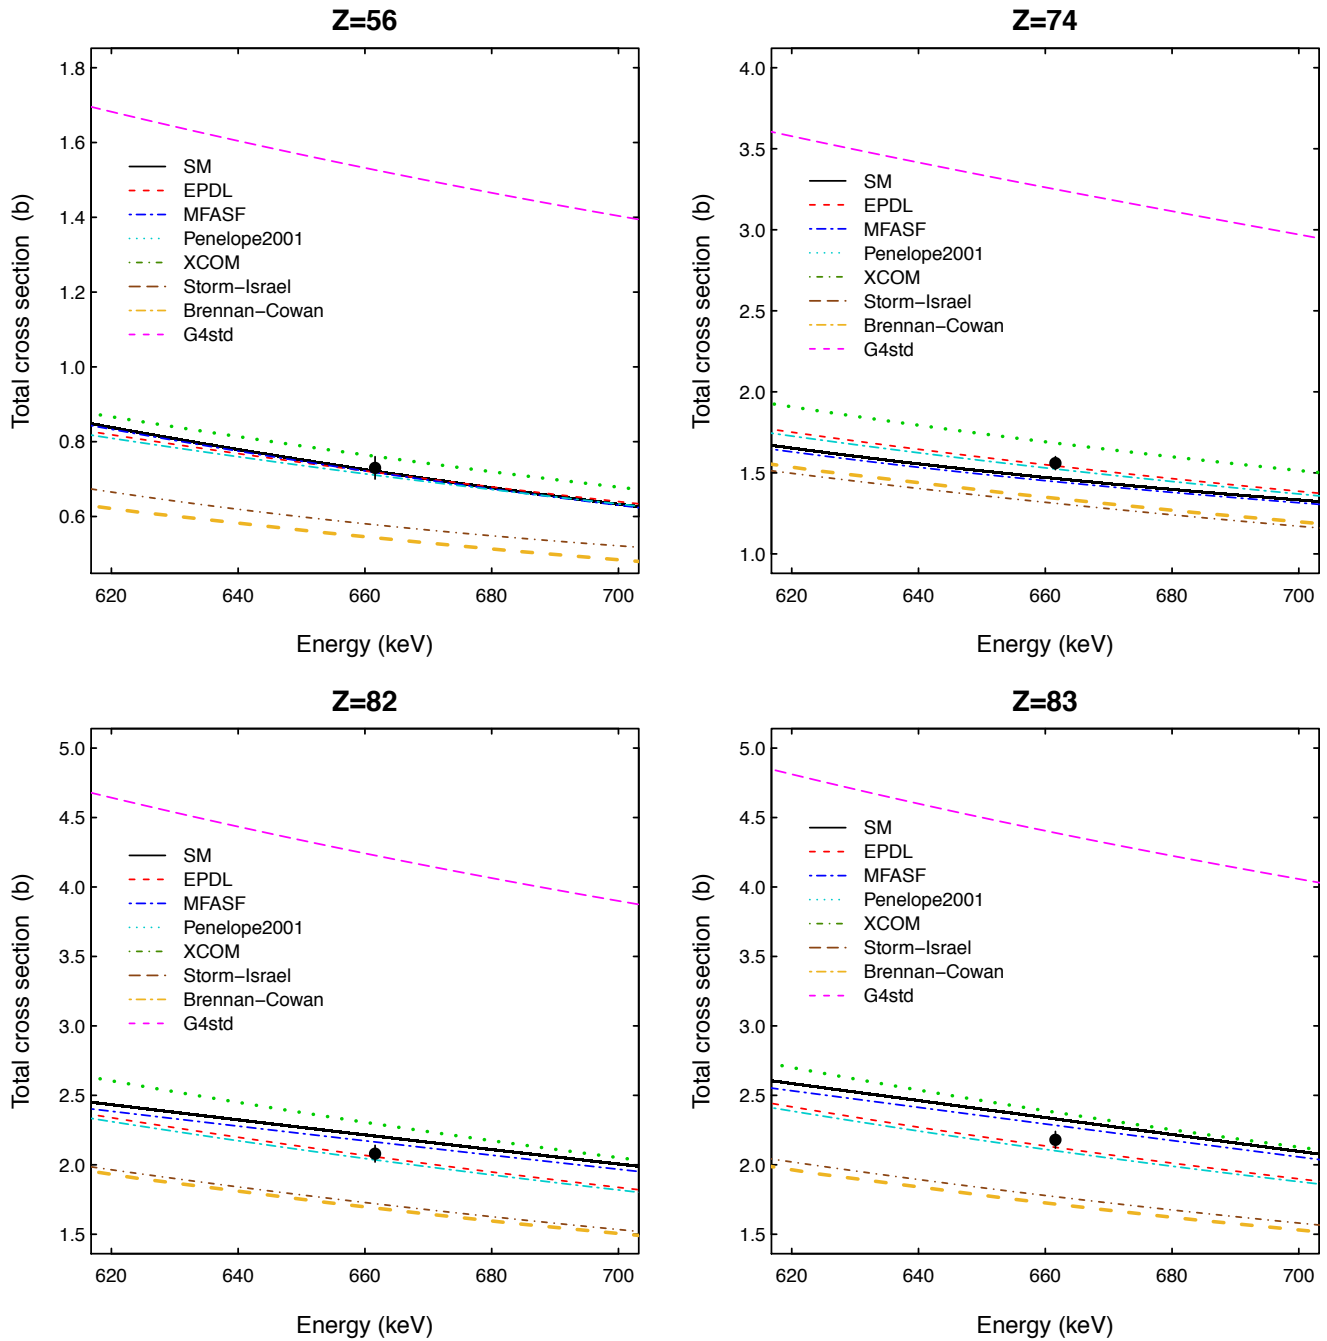 Z=56
Total cross section (b)
1.8
1.6
1.4
1.2
1.0
0.8
0.6
SM
EPDL
MFASF
Penelope2001
XCOM
Storm−Israel
Brennan−Cowan
G4std
620 640 660 680 700
Energy (keV)
Z=74
Total cross section (b)
4.0
3.5
3.0
2.5
2.0
1.5
1.0
SM
EPDL
MFASF
Penelope2001
XCOM
Storm−Israel
Brennan−Cowan
G4std
620 640 660 680 700
Energy (keV)
Z=82
Total cross section (b)
5.0
4.5
4.0
3.5
3.0
2.5
2.0
1.5
SM
EPDL
MFASF
Penelope2001
XCOM
Storm−Israel
Brennan−Cowan
G4std
620 640 660 680 700
Energy (keV)
Z=83
Total cross section (b)
5.0
4.5
4.0
3.5
3.0
2.5
2.0
1.5
SM
EPDL
MFASF
Penelope2001
XCOM
Storm−Israel
Brennan−Cowan
G4std
620 640 660 680 700
Energy (keV)